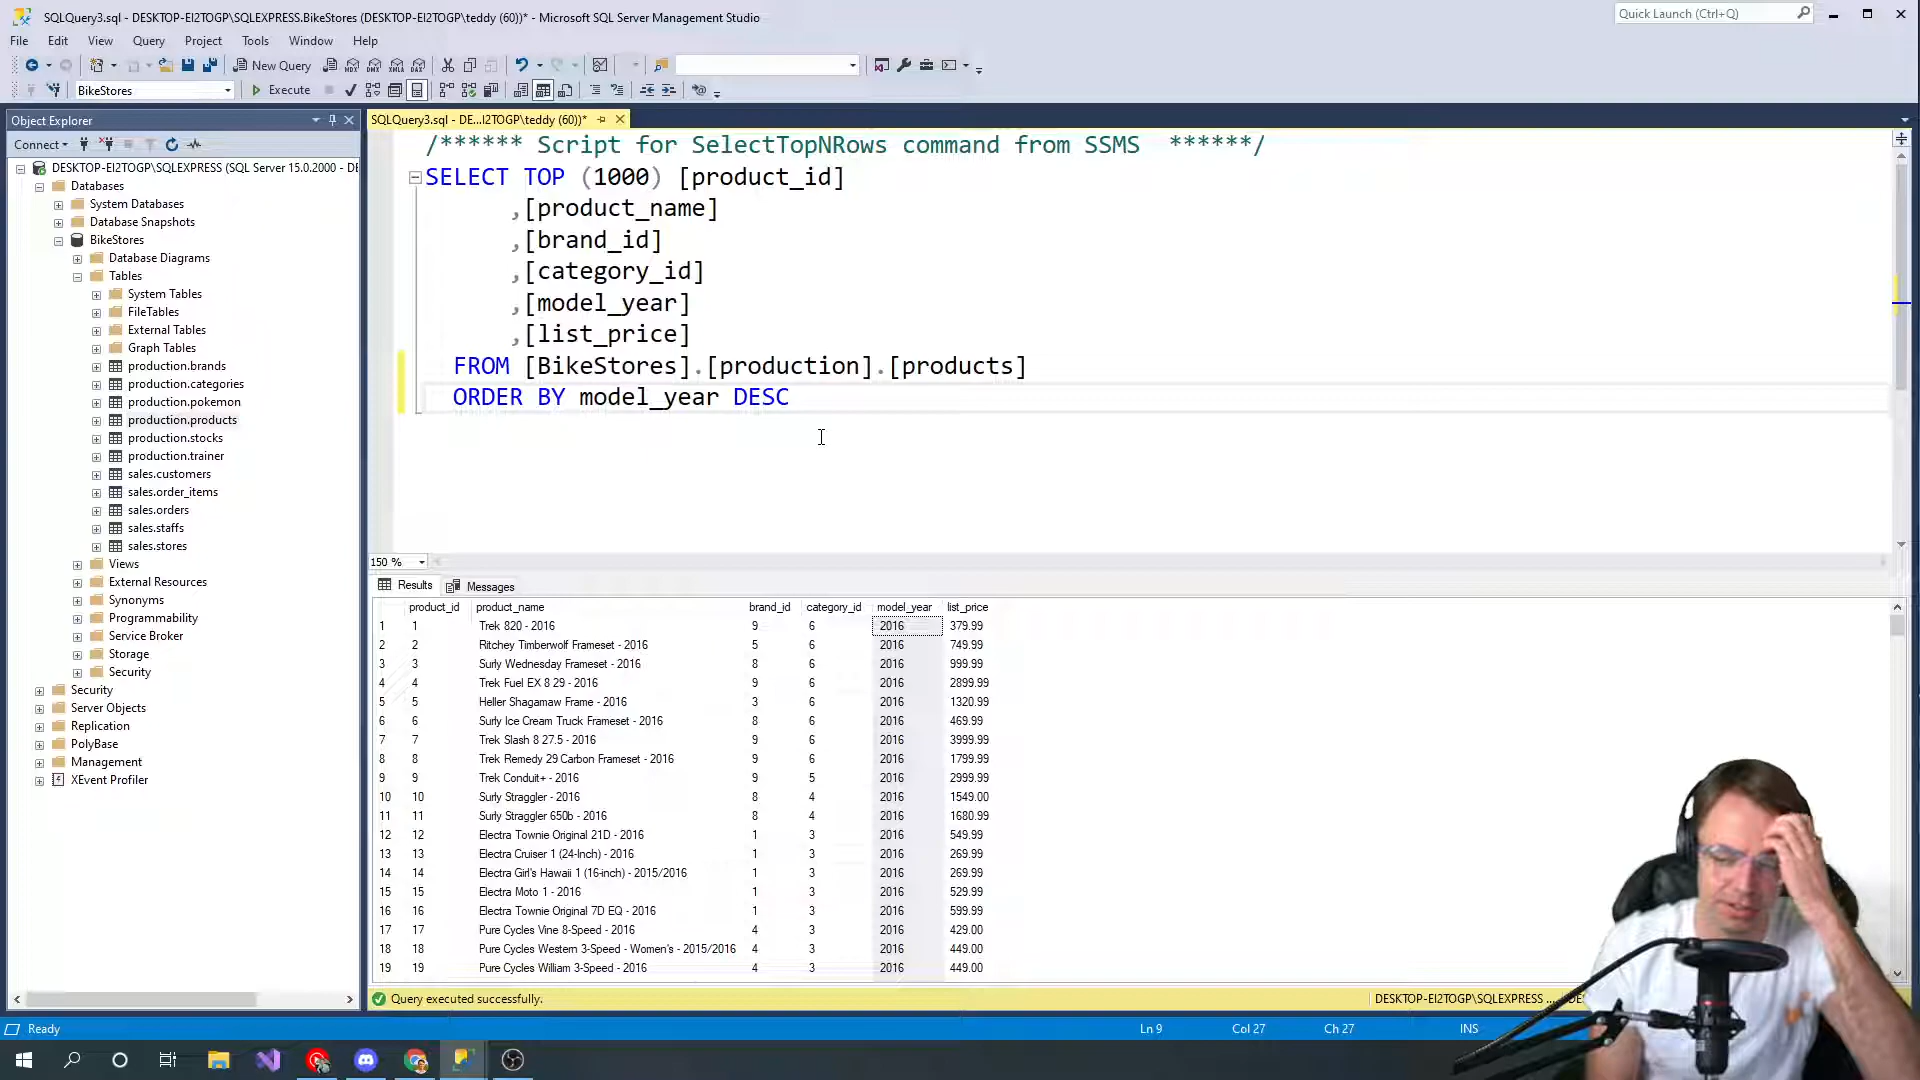 SQLQuery3.sql - DESKTOP-EI2TOGP\SQLEXPRESS.BikeStores (DESKTOP-EI2TOGP\teddy (60))* - Microsoft SQL Server Management Studio
Quick Launch (Ctrl+Q)
File Edit View Query Project Tools Window Help
New Query
BikeStores
Execute
Object Explorer
SQLQuery3.sql - DE...I2TOGP\teddy (60))*
Connect
DESKTOP-EI2TOGP\SQLEXPRESS (SQL Server 15.0.2000 - DE
Databases
System Databases
Database Snapshots
BikeStores
Database Diagrams
Tables
System Tables
FileTables
External Tables
Graph Tables
production.brands
production.categories
production.pokemon
production.products
production.stocks
production.trainer
sales.customers
sales.order_items
sales.orders
sales.staffs
sales.stores
Views
External Resources
Synonyms
Programmability
Service Broker
Storage
Security
Security
Server Objects
Replication
PolyBase
Management
XEvent Profiler
/****** Script for SelectTopNRows command from SSMS ******/
SELECT TOP (1000) [product_id]
,[product_name]
,[brand_id]
,[category_id]
,[model_year]
,[list_price]
FROM [BikeStores].[production].[products]
ORDER BY model_year DESC
150 %
Results Messages
product_id product_name brand_id category_id model_year list_price
1 1 Trek 820 - 2016 9 6 2016 379.99
2 2 Ritchey Timberwolf Frameset - 2016 5 6 2016 749.99
3 3 Surly Wednesday Frameset - 2016 8 6 2016 999.99
4 4 Trek Fuel EX 8 29 - 2016 9 6 2016 2899.99
5 5 Heller Shagamaw Frame - 2016 3 6 2016 1320.99
6 6 Surly Ice Cream Truck Frameset - 2016 8 6 2016 469.99
7 7 Trek Slash 8 27.5 - 2016 9 6 2016 3999.99
8 8 Trek Remedy 29 Carbon Frameset - 2016 9 6 2016 1799.99
9 9 Trek Conduit+ - 2016 9 5 2016 2999.99
10 10 Surly Straggler - 2016 8 4 2016 1549.00
11 11 Surly Straggler 650b - 2016 8 4 2016 1680.99
12 12 Electra Townie Original 21D - 2016 1 3 2016 549.99
13 13 Electra Cruiser 1 (24-Inch) - 2016 1 3 2016 269.99
14 14 Electra Girl's Hawaii 1 (16-inch) - 2015/2016 1 3 2016 269.99
15 15 Electra Moto 1 - 2016 1 3 2016 529.99
16 16 Electra Townie Original 7D EQ - 2016 1 3 2016 599.99
17 17 Pure Cycles Vine 8-Speed - 2016 4 3 2016 429.00
18 18 Pure Cycles Western 3-Speed - Women's - 2015/2016 4 3 2016 449.00
19 19 Pure Cycles William 3-Speed - 2016 4 3 2016 449.00
Query executed successfully. DESKTOP-EI2TOGP\SQLEXPRESS ... DE
Ready Ln 9 Col 27 Ch 27 INS